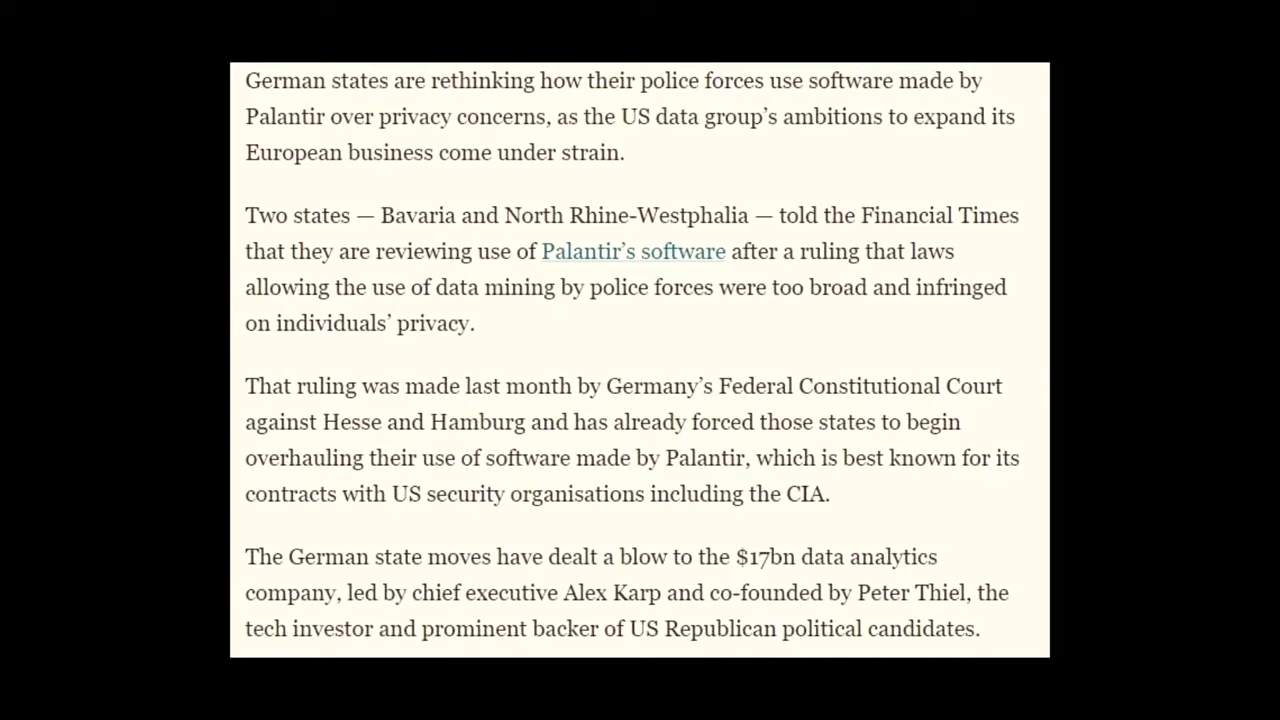 German states are rethinking how their police forces use software made by
Palantir over privacy concerns, as the US data group’s ambitions to expand its
European business come under strain.
Two states — Bavaria and North Rhine-Westphalia — told the Financial Times
that they are reviewing use of Palantir’s software after a ruling that laws
allowing the use of data mining by police forces were too broad and infringed
on individuals’ privacy.
That ruling was made last month by Germany’s Federal Constitutional Court
against Hesse and Hamburg and has already forced those states to begin
overhauling their use of software made by Palantir, which is best known for its
contracts with US security organisations including the CIA.
The German state moves have dealt a blow to the $17bn data analytics
company, led by chief executive Alex Karp and co-founded by Peter Thiel, the
tech investor and prominent backer of US Republican political candidates.